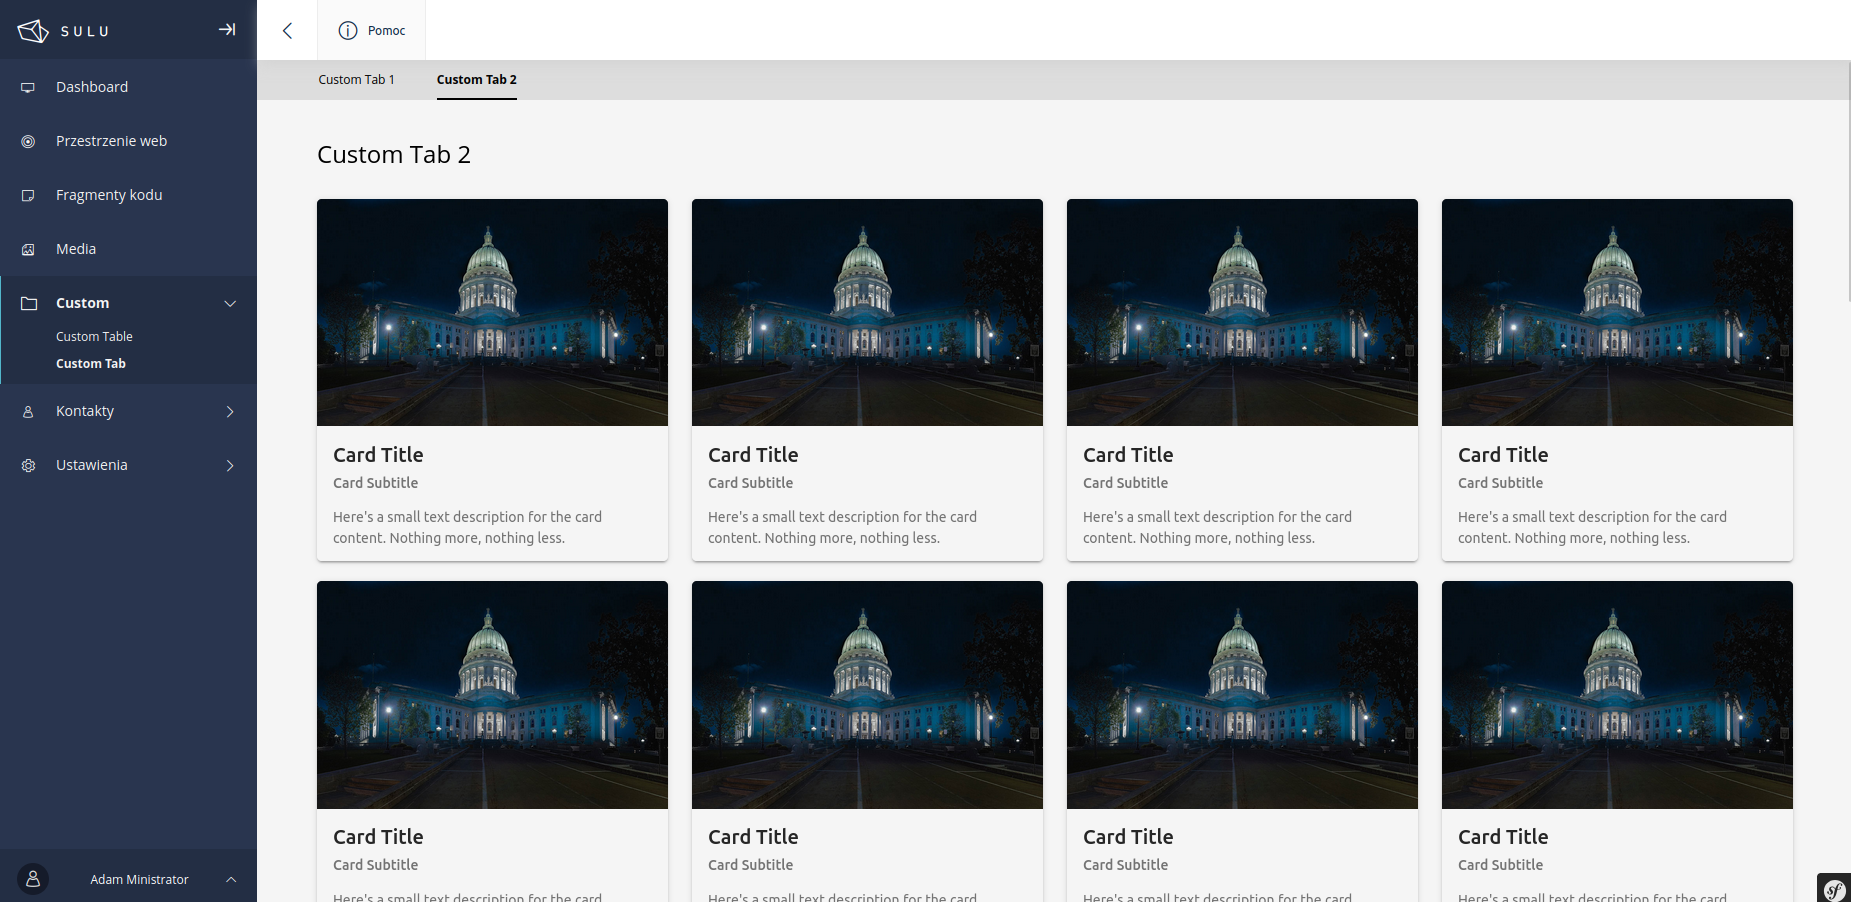 SULU
Dashboard
Przestrzenie web
Fragmenty kodu
Media
Custom
Custom Table
Custom Tab
Kontakty
Ustawienia
Adam Ministrator
Pomoc
Custom Tab 1
Custom Tab 2
Custom Tab 2
Card Title
Card Subtitle
Here's a small text description for the card
content. Nothing more, nothing less.
Card Title
Card Subtitle
Here's a small text description for the card
content. Nothing more, nothing less.
Card Title
Card Subtitle
Here's a small text description for the card
content. Nothing more, nothing less.
Card Title
Card Subtitle
Here's a small text description for the card
content. Nothing more, nothing less.
Card Title
Card Subtitle
Here's a small text description for the card
Card Title
Card Subtitle
Here's a small text description for the card
Card Title
Card Subtitle
Here's a small text description for the card
Card Title
Card Subtitle
Here's a small text description for the card
sf